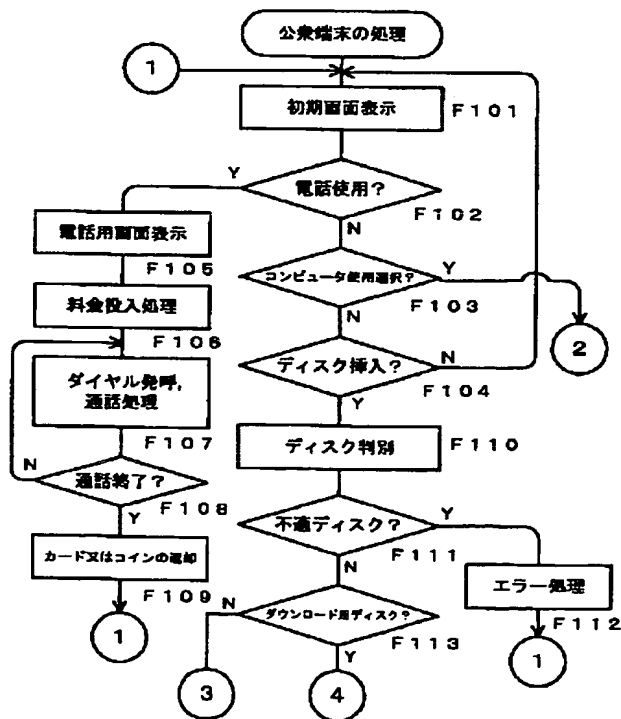 公衆端末の処理
1
初期画面表示
F101
Y
電話使用?
F102
N
電話用画面表示
F105
コンピュータ使用選択?
Y
F103
N
2
料金投入処理
F106
ディスク挿入?
N
F104
Y
ダイヤル発呼,
通話処理
F107
ディスク判別
F110
N
通話終了?
F108
Y
不適ディスク?
Y
F111
N
カード又はコインの返却
F109
エラー処理
F112
1
N
ダウンロード用ディスク?
F113
Y
1
3
4